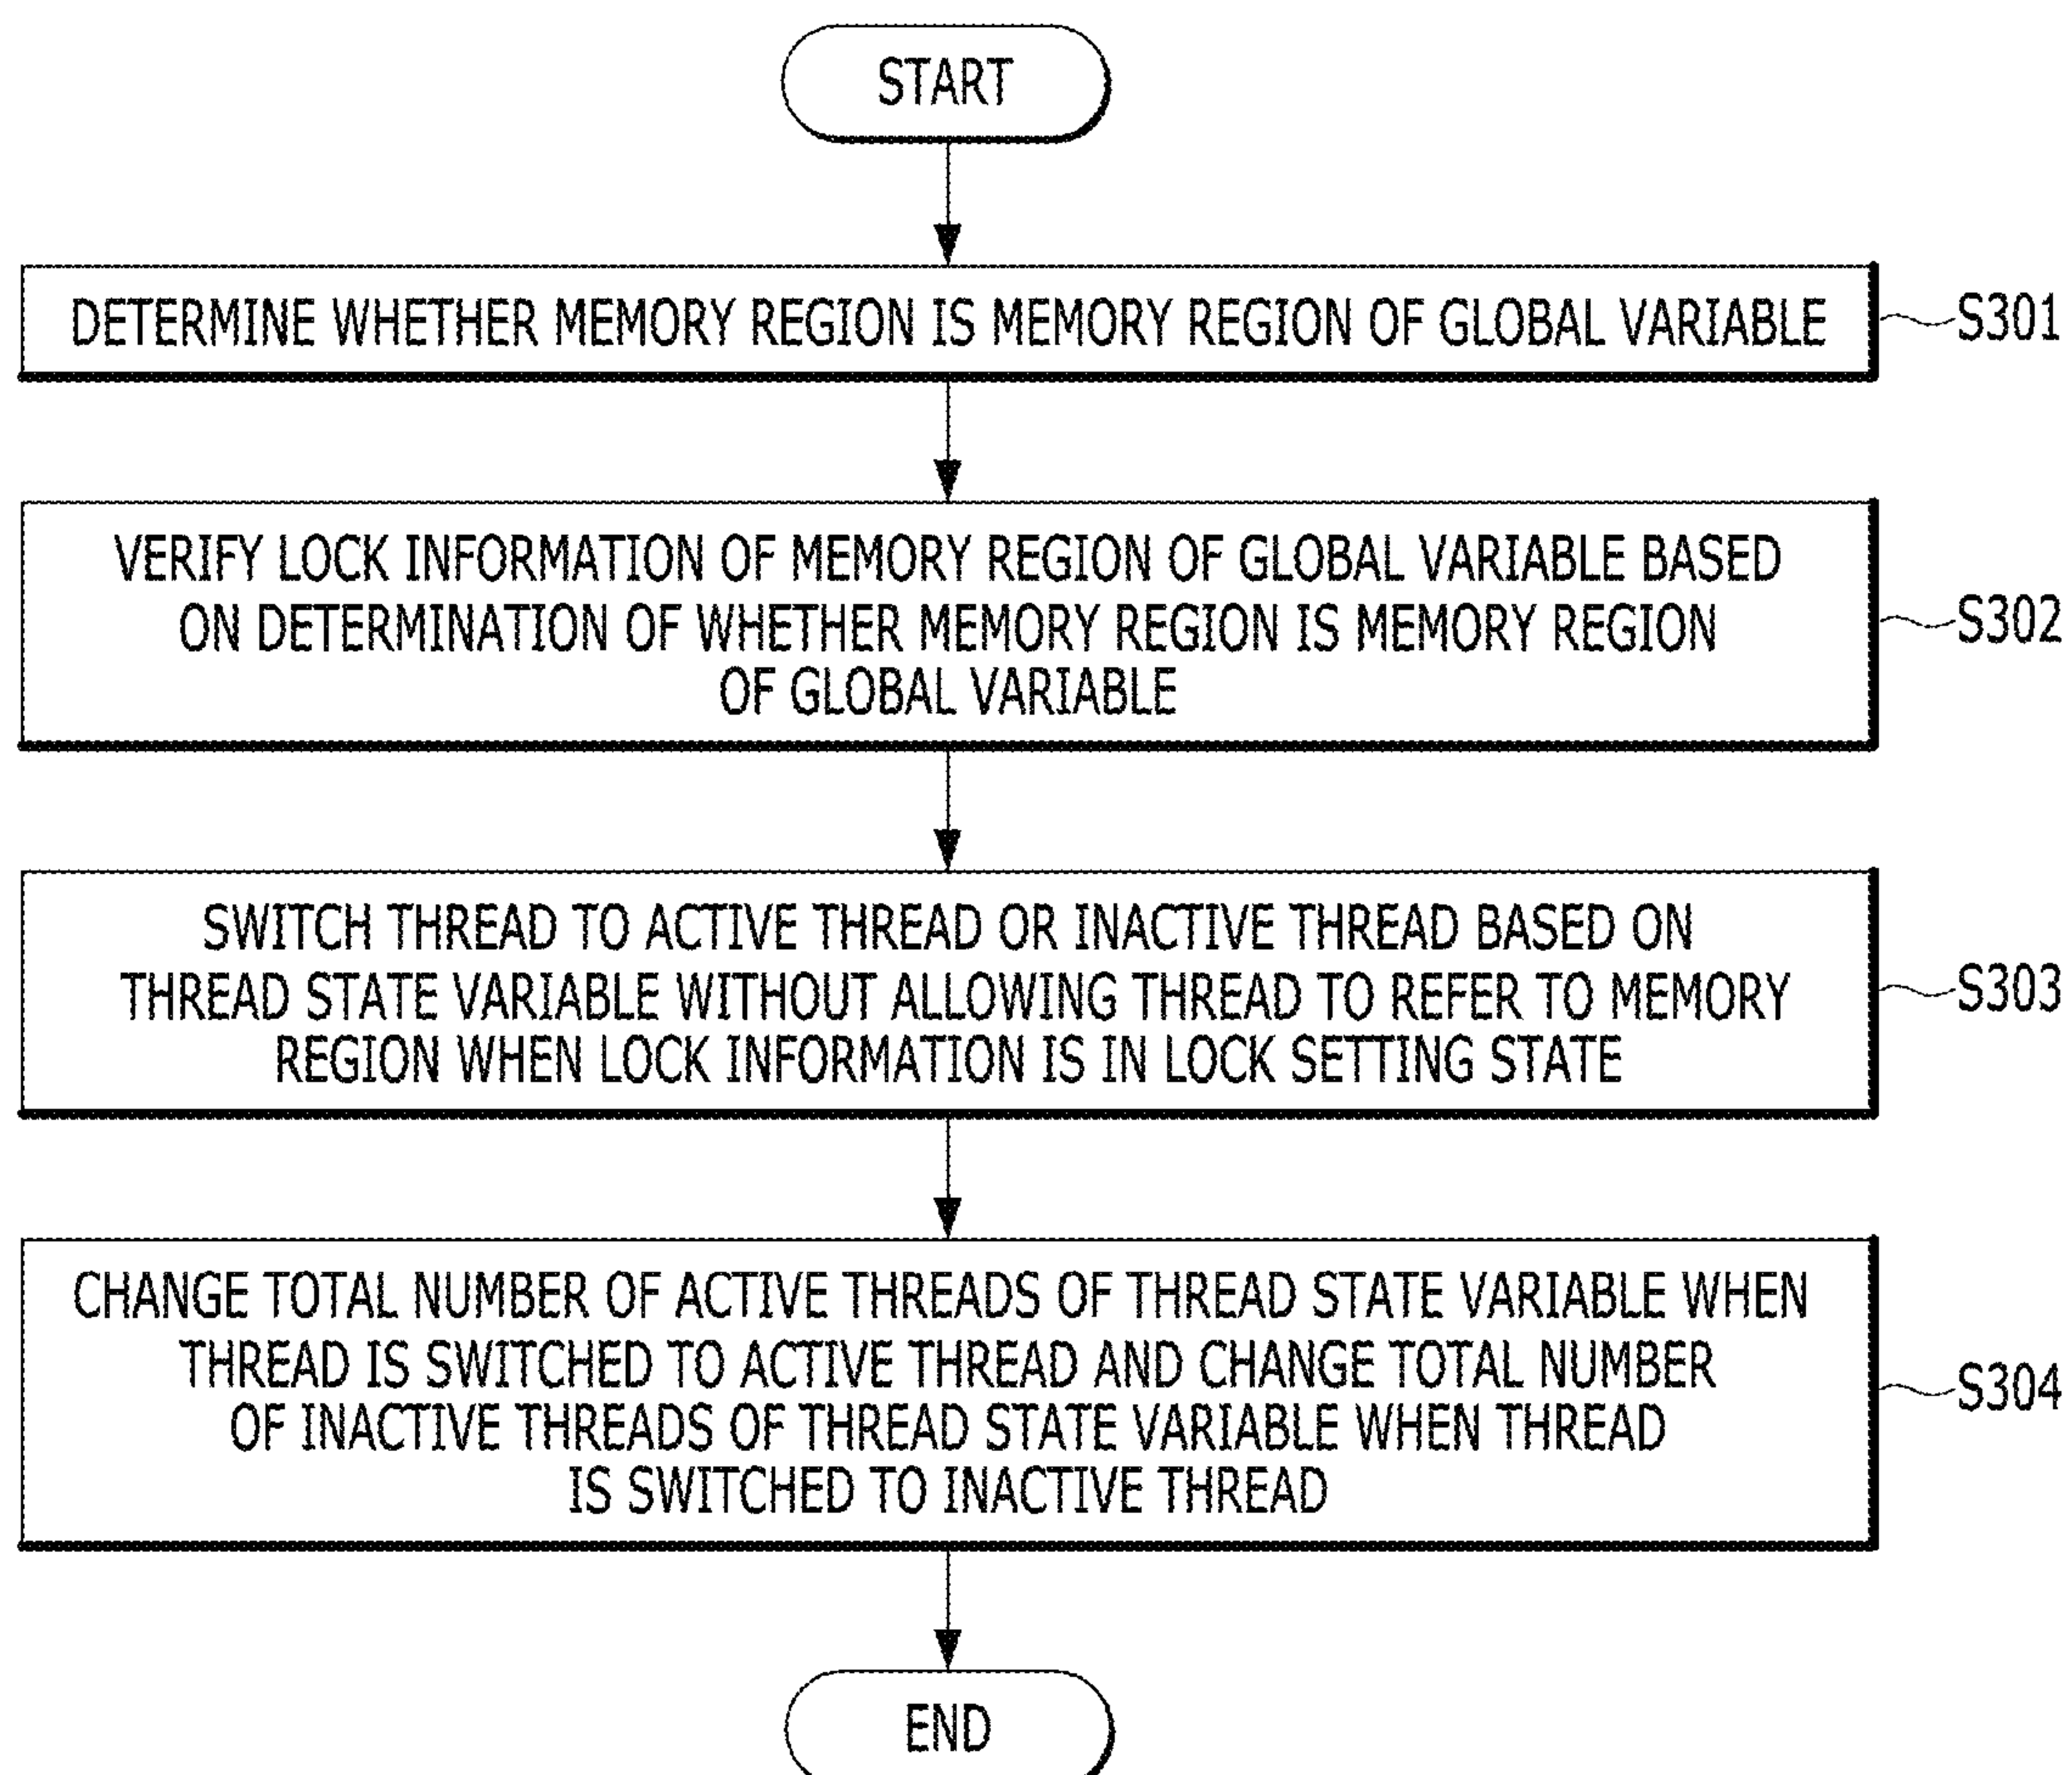 START
DETERMINE WHETHER MEMORY REGION IS MEMORY REGION OF GLOBAL VARIABLE
S301
VERIFY LOCK INFORMATION OF MEMORY REGION OF GLOBAL VARIABLE BASED
ON DETERMINATION OF WHETHER MEMORY REGION IS MEMORY REGION
OF GLOBAL VARIABLE
S302
SWITCH THREAD TO ACTIVE THREAD OR INACTIVE THREAD BASED ON
THREAD STATE VARIABLE WITHOUT ALLOWING THREAD TO REFER TO MEMORY
REGION WHEN LOCK INFORMATION IS IN LOCK SETTING STATE
S303
CHANGE TOTAL NUMBER OF ACTIVE THREADS OF THREAD STATE VARIABLE WHEN
THREAD IS SWITCHED TO ACTIVE THREAD AND CHANGE TOTAL NUMBER
OF INACTIVE THREADS OF THREAD STATE VARIABLE WHEN THREAD
IS SWITCHED TO INACTIVE THREAD
S304
END